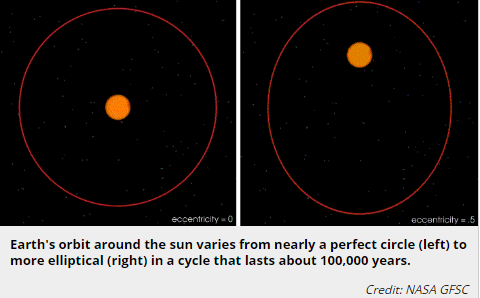 eccentricity = 0
eccentricity = .5
Earth's orbit around the sun varies from nearly a perfect circle (left) to
more elliptical (right) in a cycle that lasts about 100,000 years.
Credit: NASA GFSC